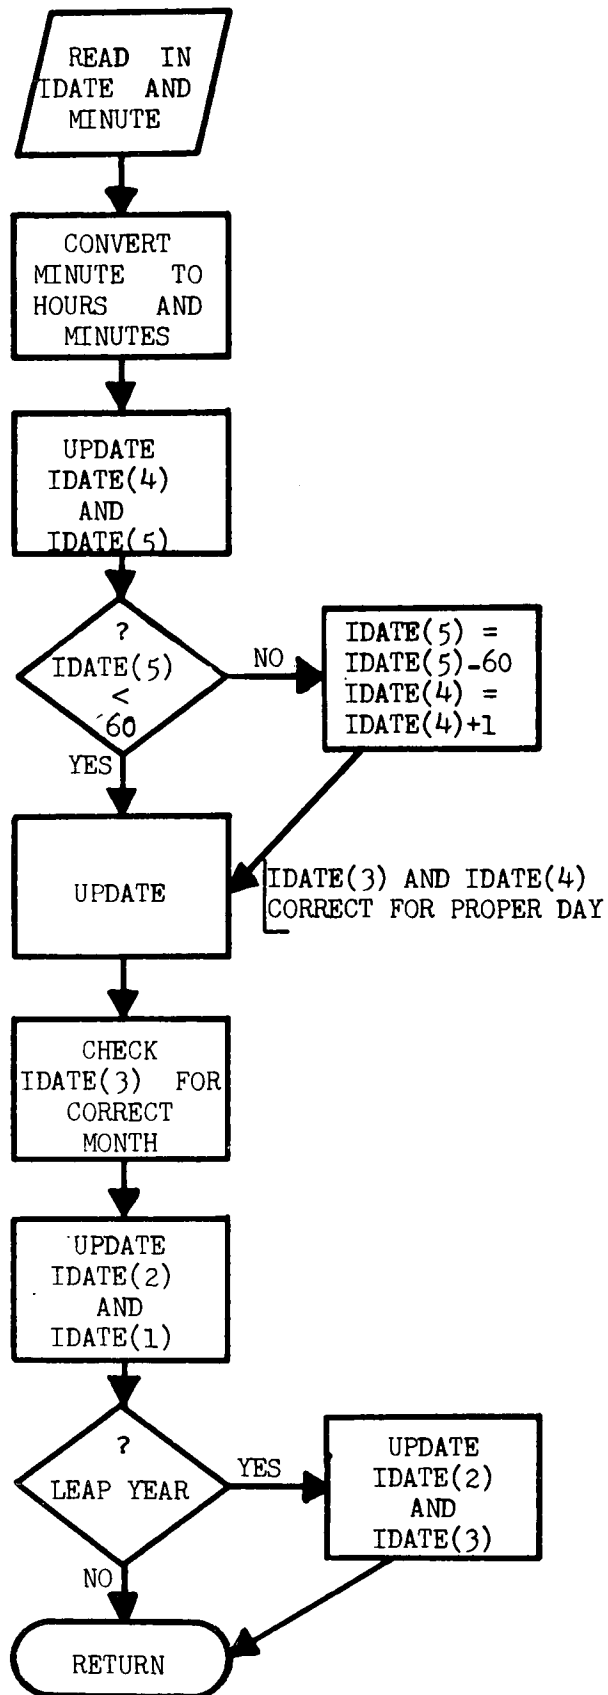 READ IN
IDATE AND
MINUTE
CONVERT
MINUTE TO
HOURS AND
MINUTES
UPDATE
IDATE(4)
AND
IDATE(5)
?
IDATE(5)
<
60
NO
IDATE(5) =
IDATE(5)-60
IDATE(4) =
IDATE(4)+1
YES
UPDATE
IDATE(3) AND IDATE(4)
CORRECT FOR PROPER DAY
CHECK
IDATE(3) FOR
CORRECT
MONTH
UPDATE
IDATE(2)
AND
IDATE(1)
?
LEAP YEAR
YES
UPDATE
IDATE(2)
AND
IDATE(3)
NO
RETURN